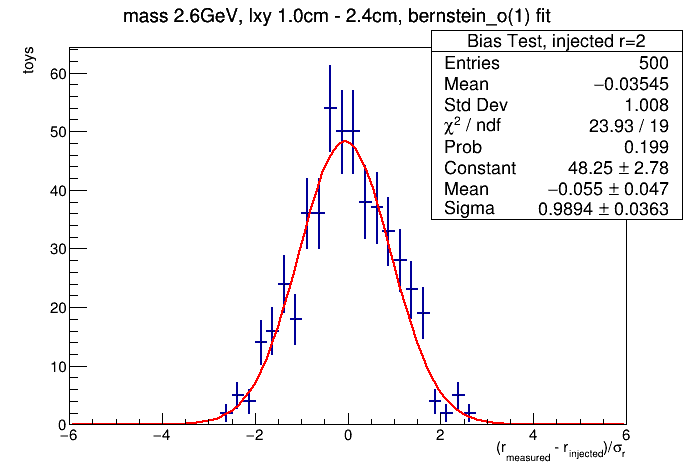 mass 2.6GeV, lxy 1.0cm - 2.4cm, bernstein_o(1) fit
toys
Bias Test, injected r=2
Entries 500
Mean −0.03545
Std Dev 1.008
χ² / ndf 23.93 / 19
Prob 0.199
Constant 48.25 ± 2.78
Mean −0.055 ± 0.047
Sigma 0.9894 ± 0.0363
60
50
40
30
20
10
0
−6 −4 −2 0 2 4 6
(r_measured - r_injected)/σ_r